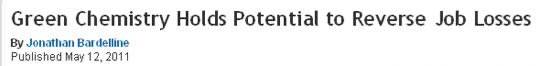 Green Chemistry Holds Potential to Reverse Job Losses
By Jonathan Bardelline
Published May 12, 2011